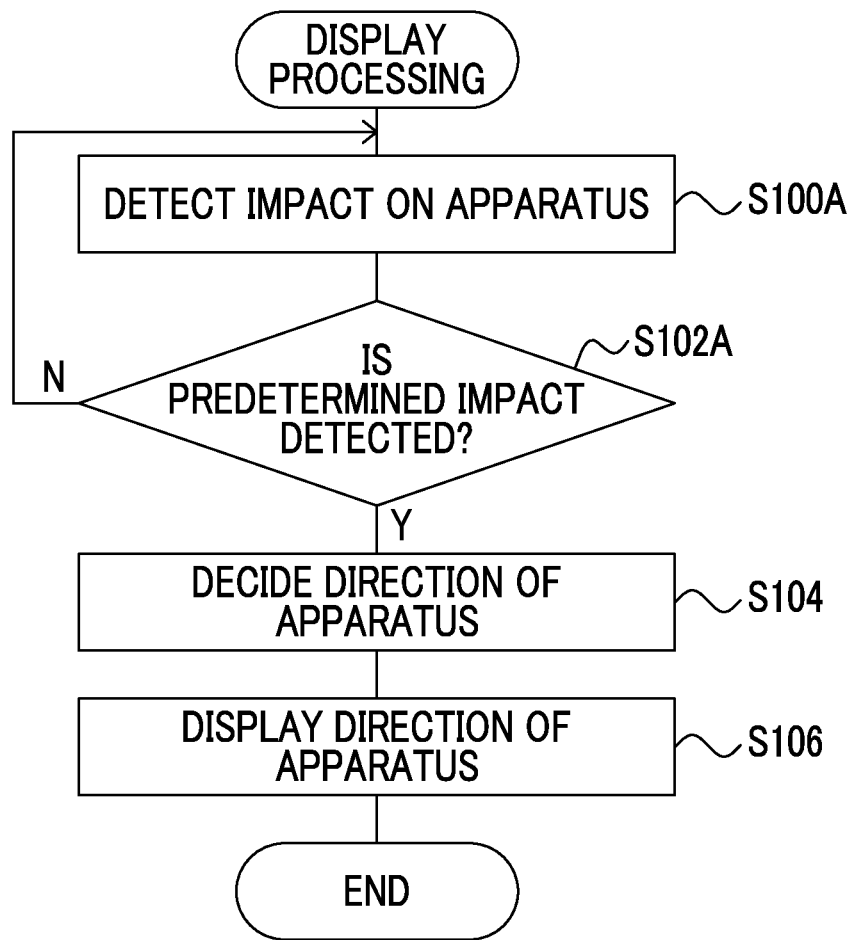 DISPLAY
PROCESSING
DETECT IMPACT ON APPARATUS
S100A
IS
PREDETERMINED IMPACT
DETECTED?
S102A
N
Y
DECIDE DIRECTION OF
APPARATUS
S104
DISPLAY DIRECTION OF
APPARATUS
S106
END